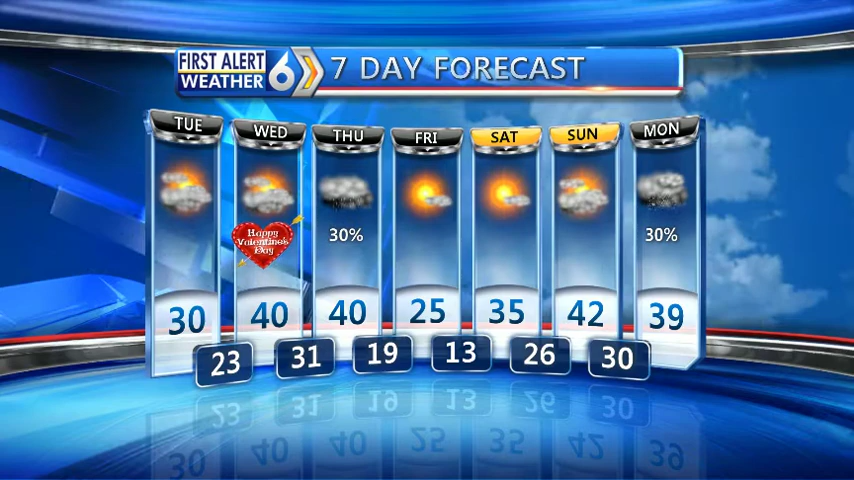 FIRST ALERT
WEATHER 6
7 DAY FORECAST
TUE WED THU FRI SAT SUN MON
Happy
Valentine's
Day
30% 30%
30 40 40 25 35 42 39
23 31 19 13 26 30